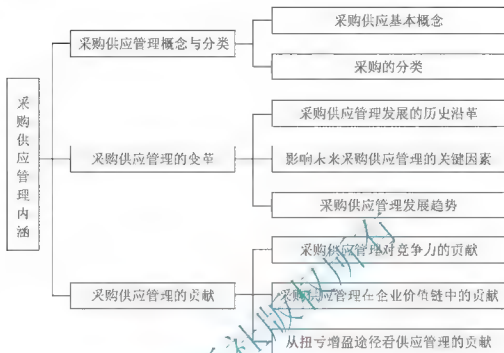 采购供应管理内涵
采购供应管理概念与分类
采购供应基本概念
采购的分类
采购供应管理的变革
采购供应管理发展的历史沿革
影响未来采购供应管理的关键因素
采购供应管理发展趋势
采购供应管理的贡献
采购供应管理对竞争力的贡献
采购供应管理在企业价值链中的贡献
从扭亏增盈途径看供应管理的贡献
版权所有